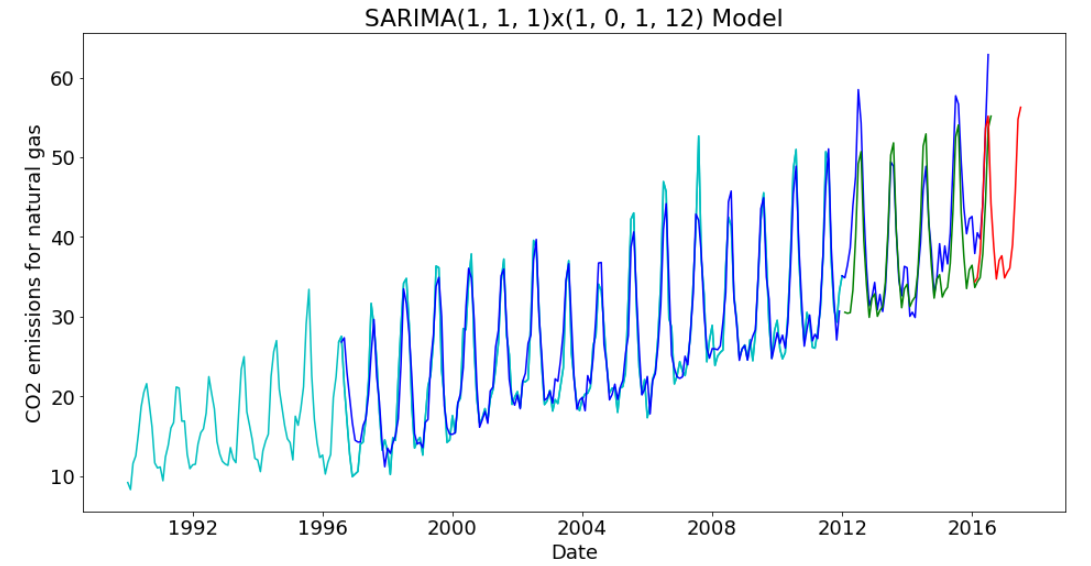 SARIMA(1, 1, 1)x(1, 0, 1, 12) Model
CO2 emissions for natural gas
60
50
40
30
20
10
1992 1996 2000 2004 2008 2012 2016
Date